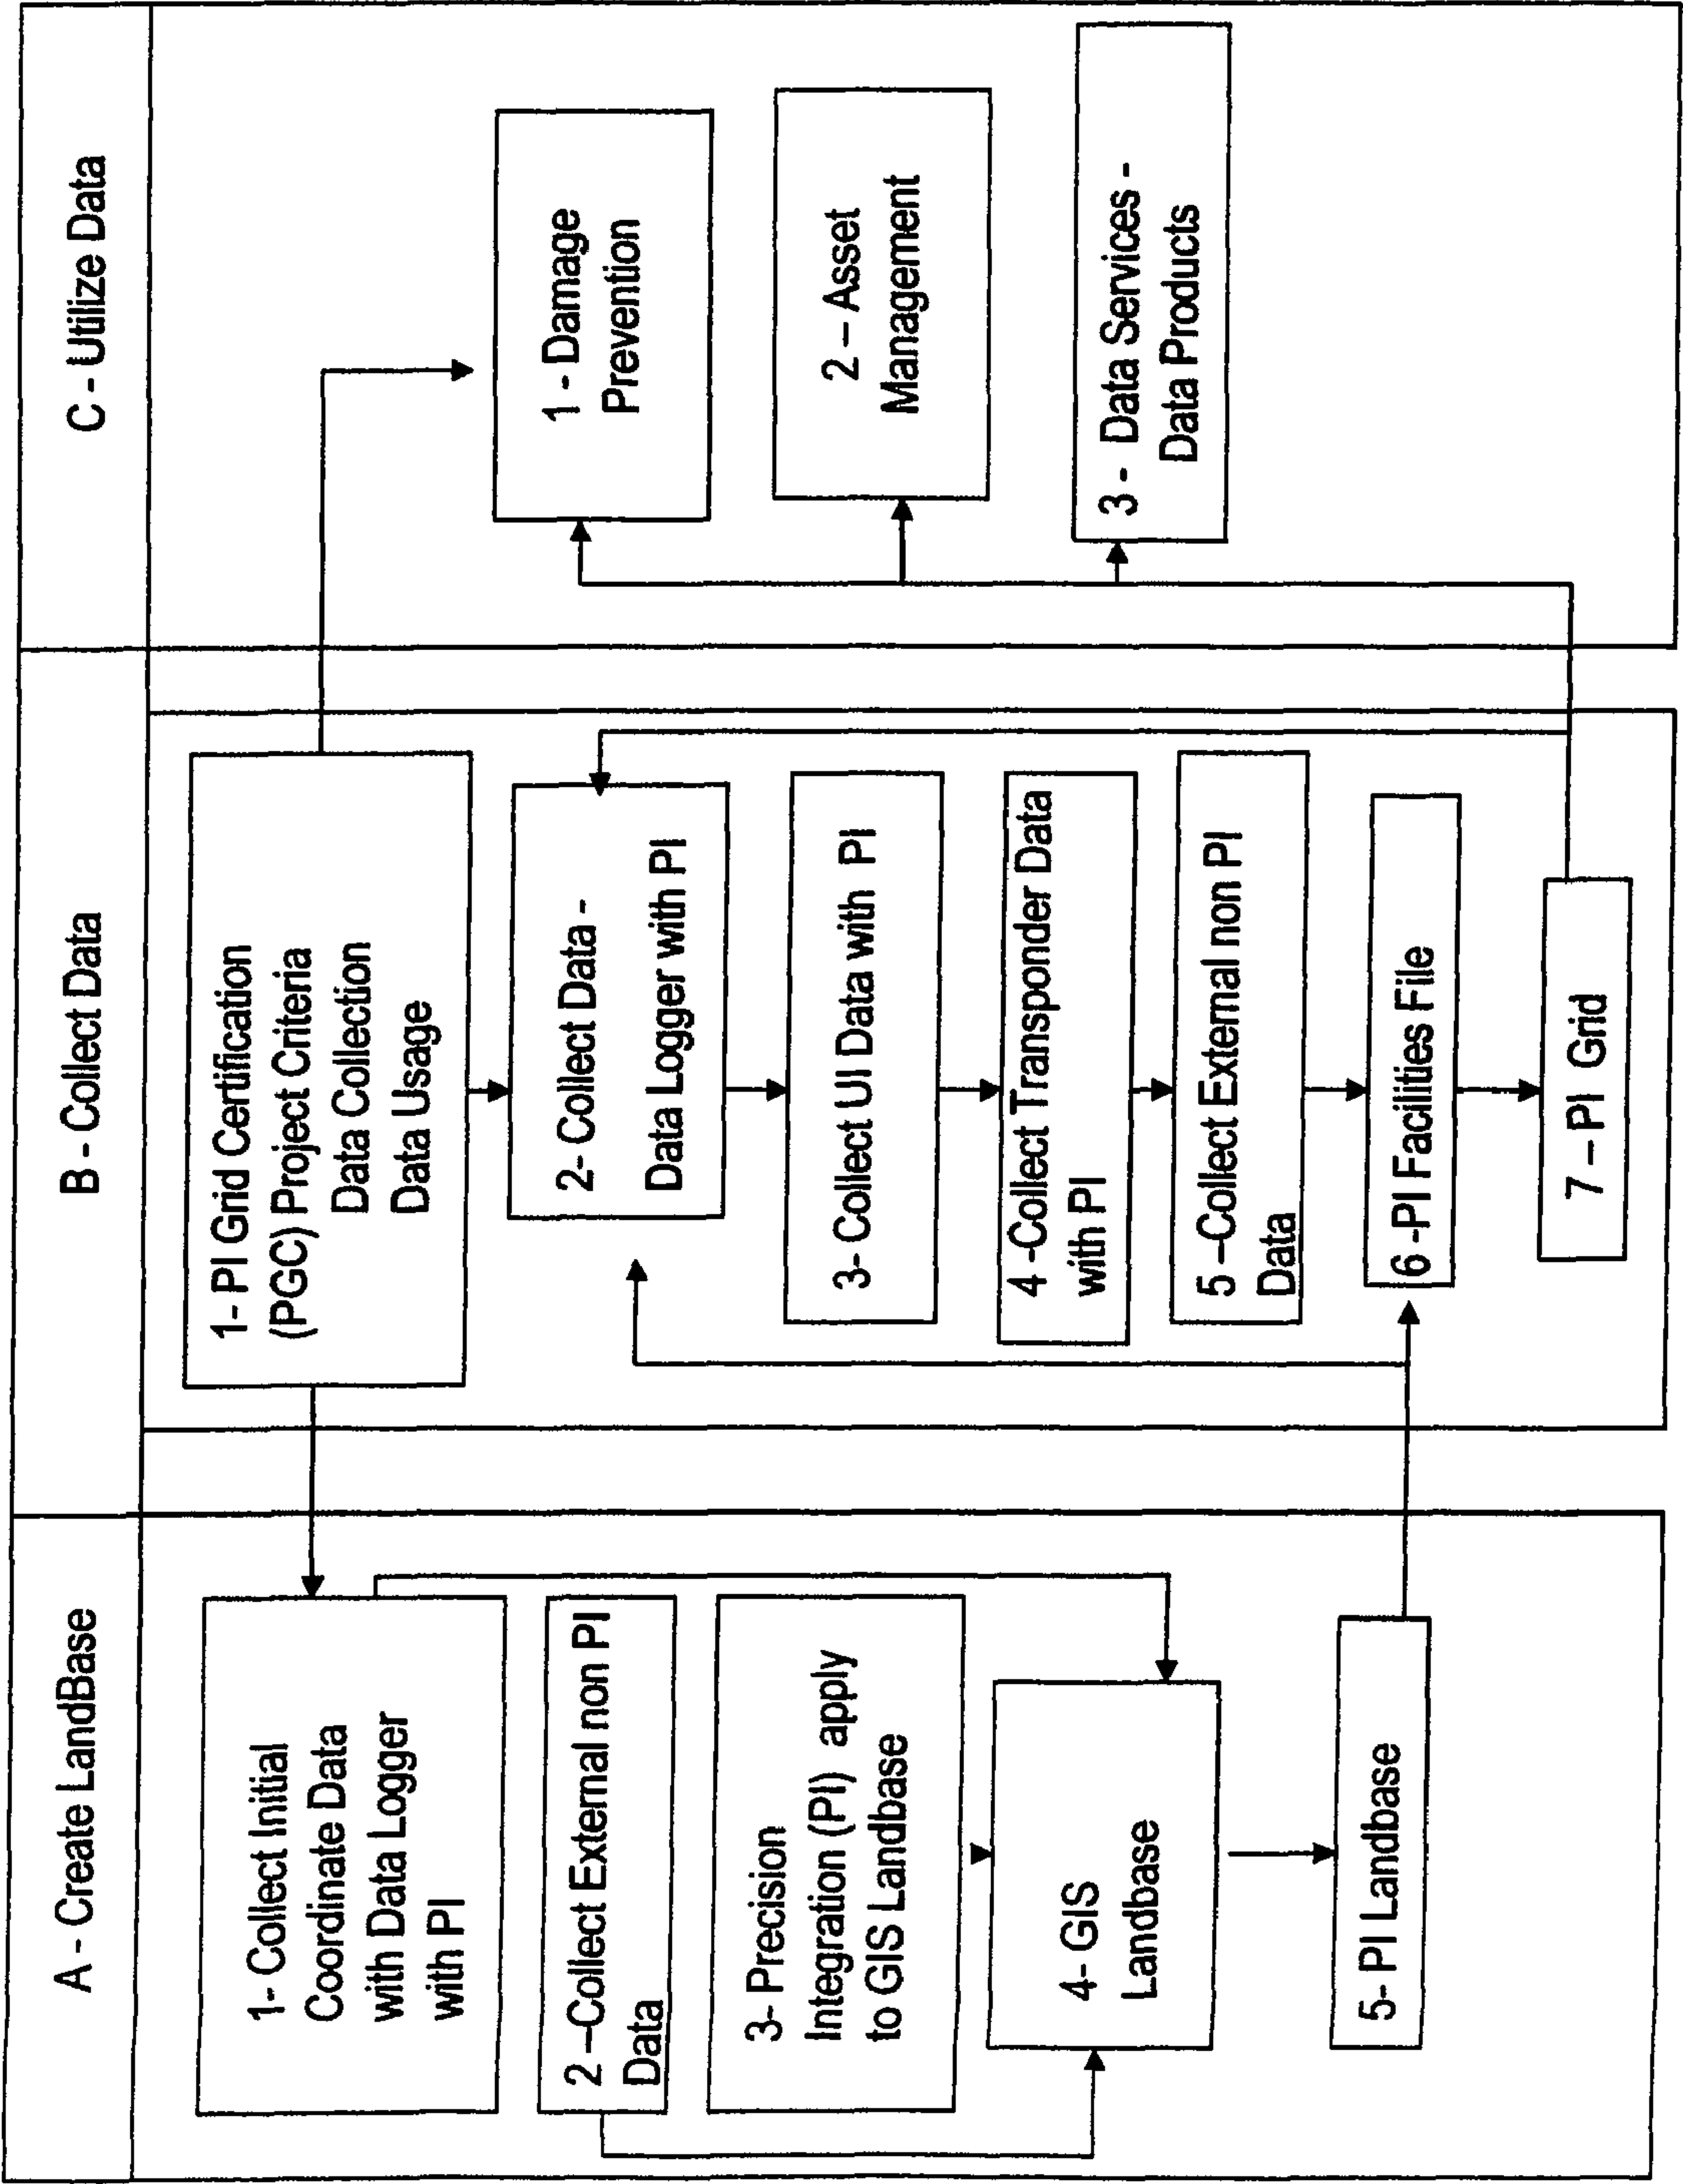 A - Create LandBase
1- Collect Initial
Coordinate Data
with Data Logger
with PI
2 –Collect External non PI
Data
3- Precision
Integration (PI) apply
to GIS Landbase
4- GIS
Landbase
5- PI Landbase
B - Collect Data
1- PI Grid Certification
(PGC) Project Criteria
Data Collection
Data Usage
2- Collect Data -
Data Logger with PI
3- Collect UI Data with PI
4 -Collect Transponder Data
with PI
5 –Collect External non PI
Data
6 -PI Facilities File
7 – PI Grid
C - Utilize Data
1 - Damage
Prevention
2 – Asset
Management
3 - Data Services -
Data Products